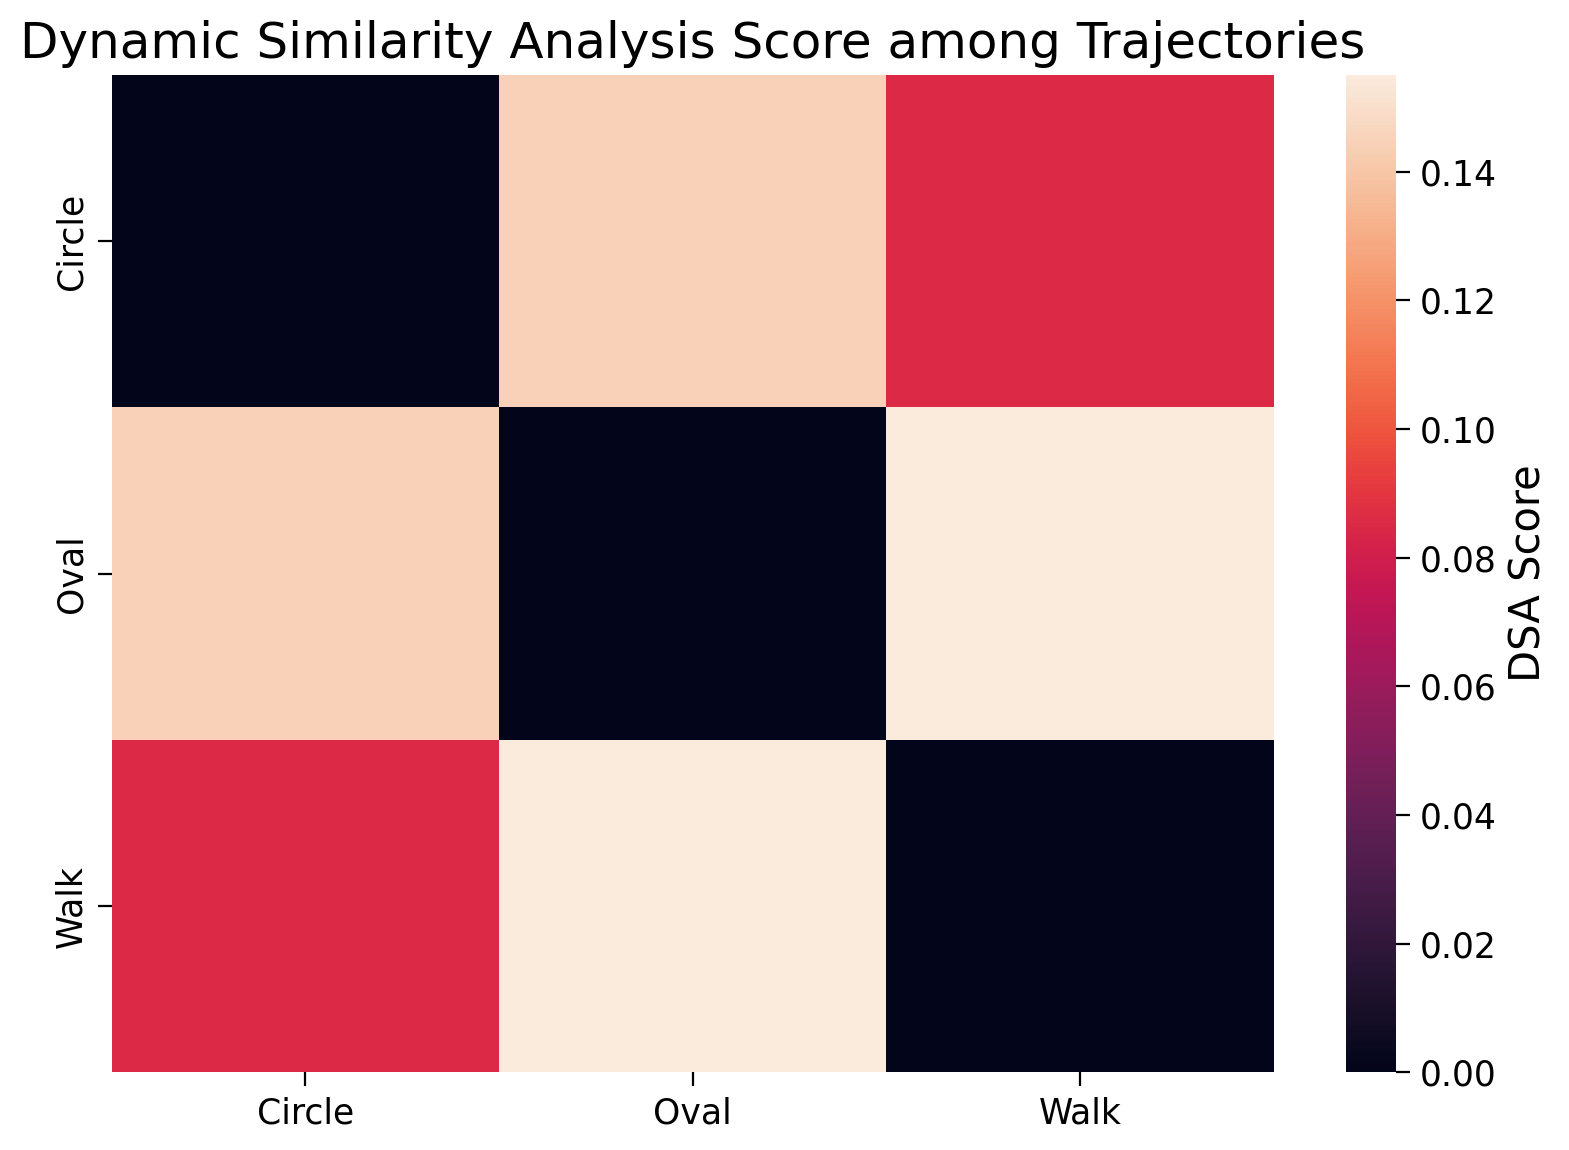 Dynamic Similarity Analysis Score among Trajectories
Circle
Oval
Walk
Circle
Oval
Walk
0.14
0.12
0.10
0.08
0.06
0.04
0.02
0.00
DSA Score